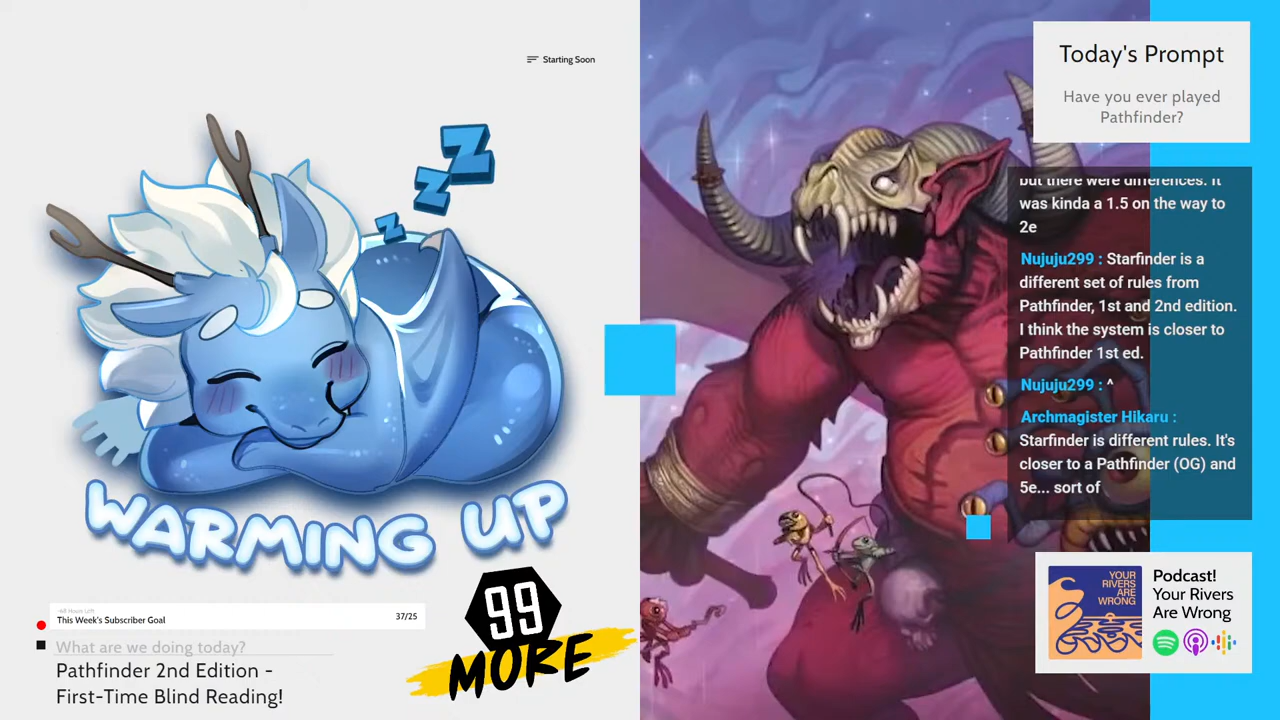 Starting Soon
Z
Z
Z
WARMING UP
-68 Hours Left
This Week's Subscriber Goal
37/25
What are we doing today?
Pathfinder 2nd Edition -
First-Time Blind Reading!
99
MORE
Today's Prompt
Have you ever played
Pathfinder?
but there were differences. It
was kinda a 1.5 on the way to
2e
Nujuju299 : Starfinder is a
different set of rules from
Pathfinder, 1st and 2nd edition.
I think the system is closer to
Pathfinder 1st ed.
Nujuju299 : ^
Archmagister Hikaru :
Starfinder is different rules. It's
closer to a Pathfinder (OG) and
5e... sort of
YOUR
RIVERS
ARE
WRONG
Podcast!
Your Rivers
Are Wrong